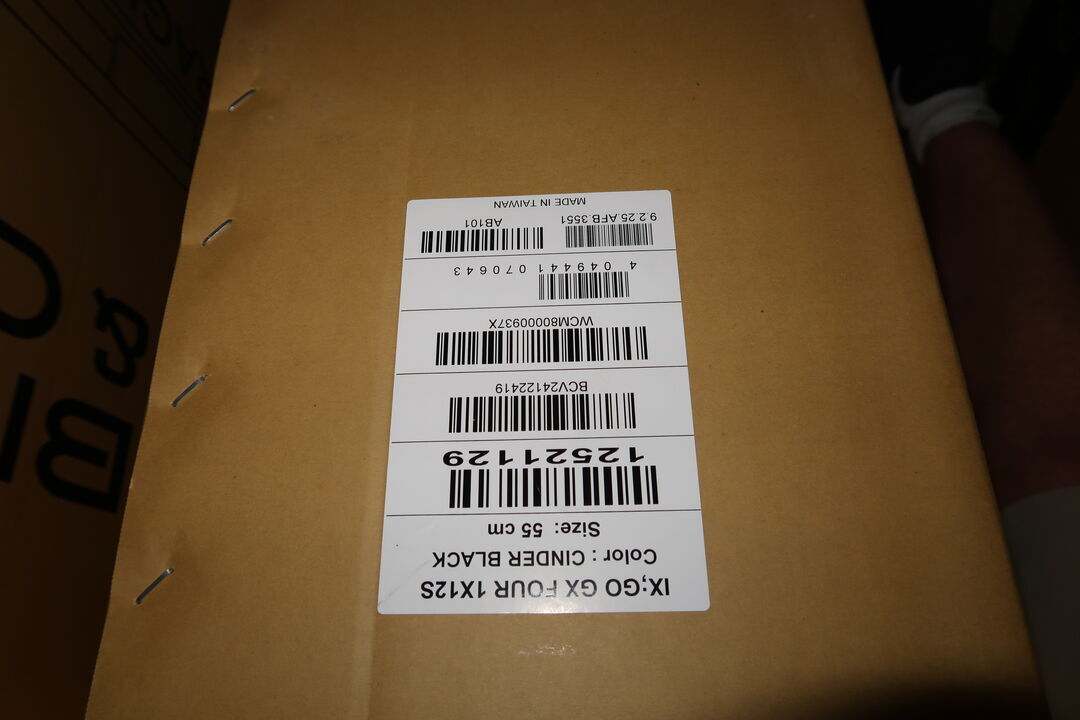 IX;GO GX FOUR 1X12S
Color : CINDER BLACK
Size: 55 cm
12521129
BCV24122419
WCM800000937X
4 049441 070643
9.2.25.AFB.3551
AB101
MADE IN TAIWAN